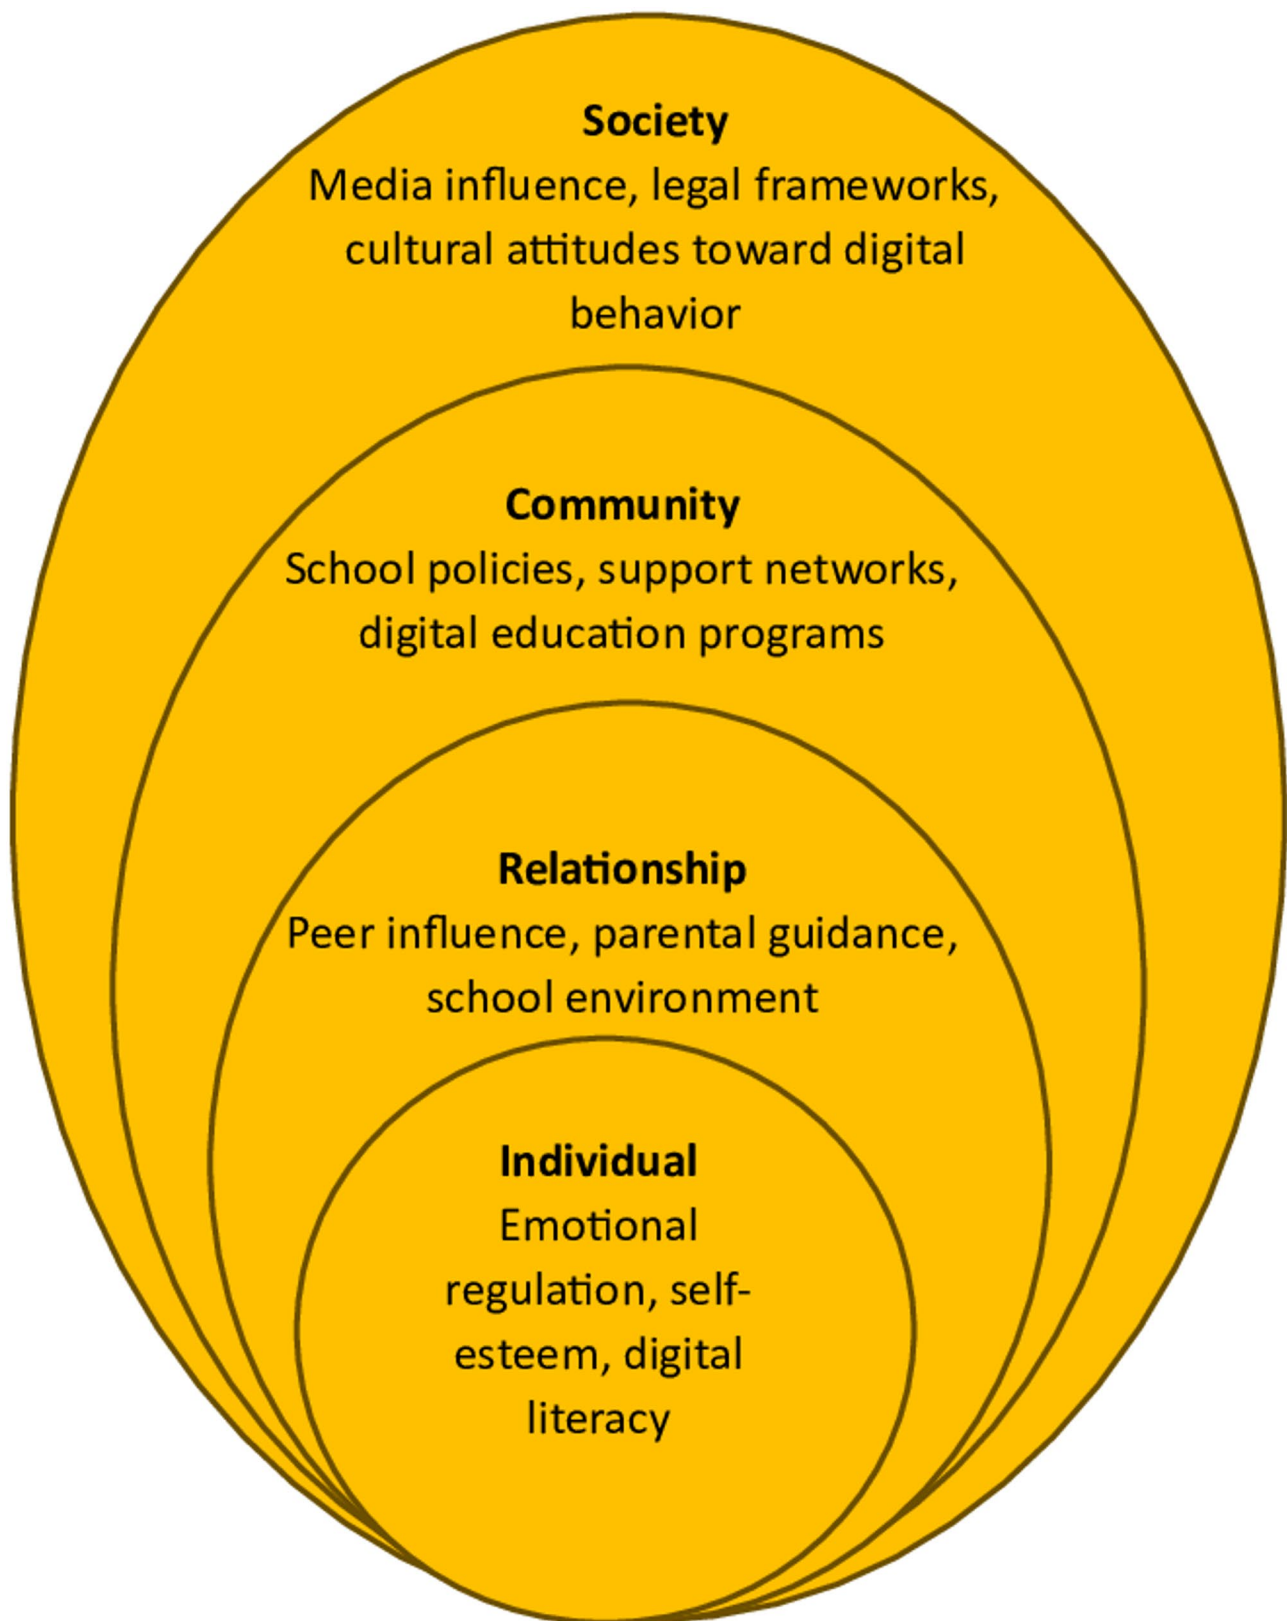 Society
Media influence, legal frameworks,
cultural attitudes toward digital
behavior
Community
School policies, support networks,
digital education programs
Relationship
Peer influence, parental guidance,
school environment
Individual
Emotional
regulation, self-
esteem, digital
literacy